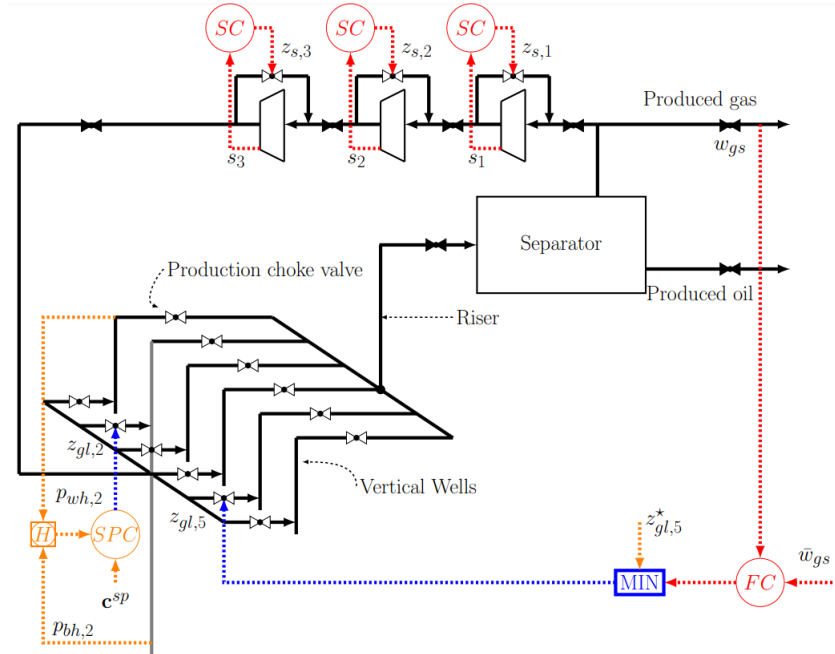 SC SC SC
z_{s,3} z_{s,2} z_{s,1}
Produced gas
s_3 s_2 s_1
w_{gs}
Separator
Production choke valve
Produced oil
Riser
z_{gl,2}
p_{wh,2}
Vertical Wells
z_{gl,5}
z^{⋆}_{gl,5}
H SPC
w̄_{gs}
MIN FC
c^{sp}
p_{bh,2}